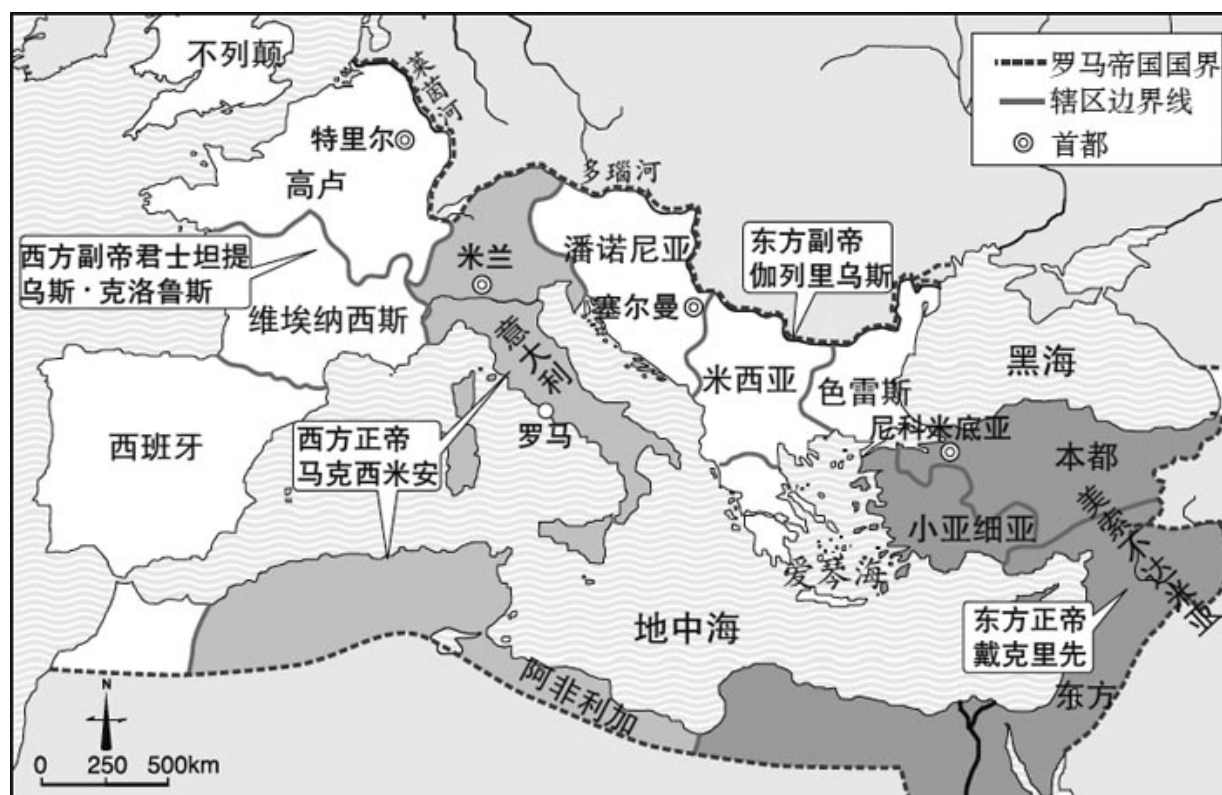 不列颠
莱茵河
罗马帝国国界
辖区边界线
首都
特里尔
高卢
多瑙河
西方副帝君士坦提
乌斯·克洛鲁斯
米兰
潘诺尼亚
东方副帝
伽列里乌斯
维埃纳西斯
塞尔曼
意大利
米西亚
色雷斯
黑海
西班牙
西方正帝
马克西米安
罗马
尼科米底亚
本都
小亚细亚
美索不达米亚
爱琴海
地中海
东方正帝
戴克里先
东方
阿非利加
N
0 250 500km